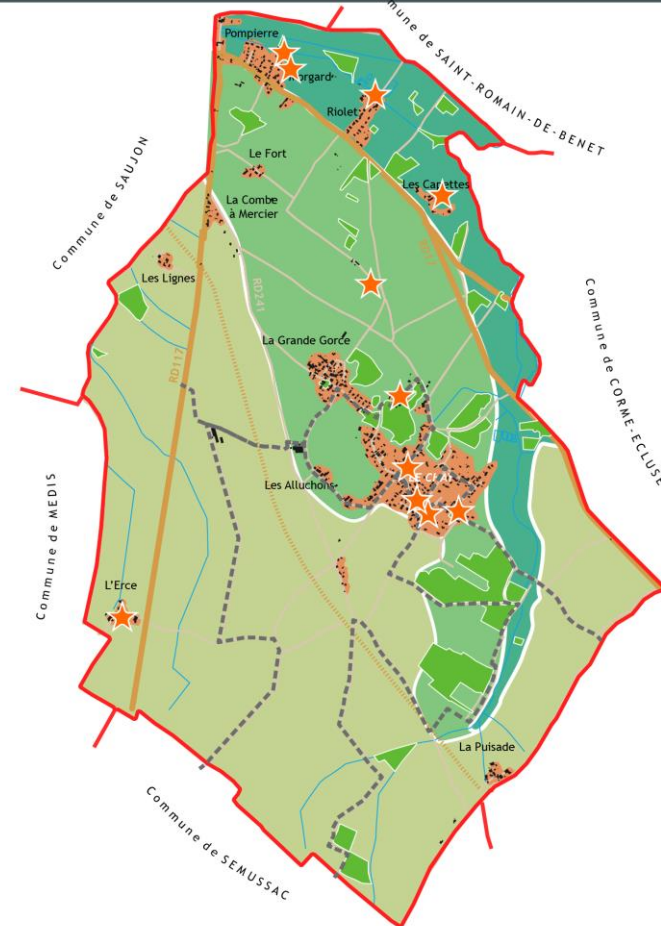 Commune de SAINT-ROMAIN-DE-BENET
Pompierre
Riolet
Le Fort
Les Capettes
La Combe
à Mercier
Commune de SAUJON
Les Lignes
RD241
RD117
La Grande Gorce
Commune de CORME-ECLUSE
Les Alluchons
Commune de MEDIS
L'Erce
La Puisade
Commune de SEMUSSAC